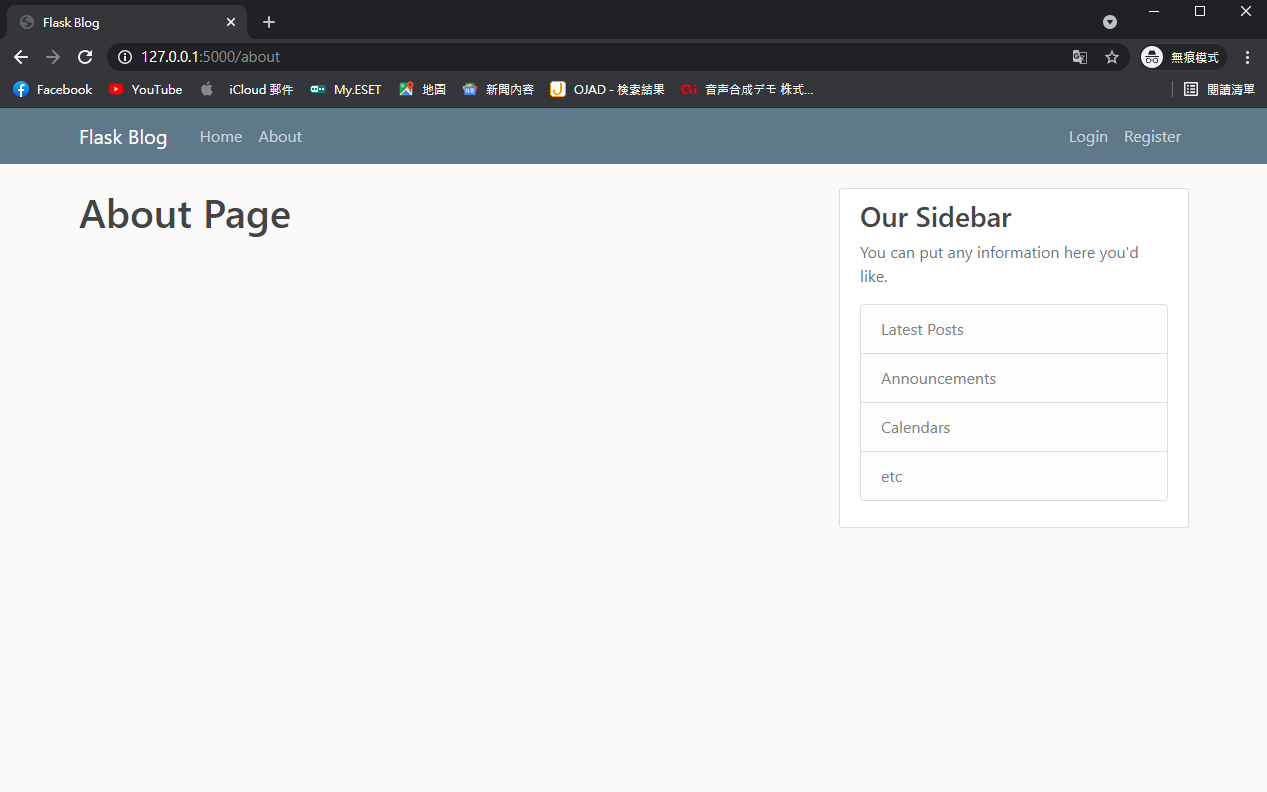 Flask Blog
127.0.0.1:5000/about
無痕模式
Facebook YouTube iCloud 郵件 My.ESET 地圖 新聞內容 OJAD - 検索結果 音声合成デモ 株式... 閱讀清單
Flask Blog Home About Login Register
About Page
Our Sidebar
You can put any information here you'd
like.
Latest Posts
Announcements
Calendars
etc